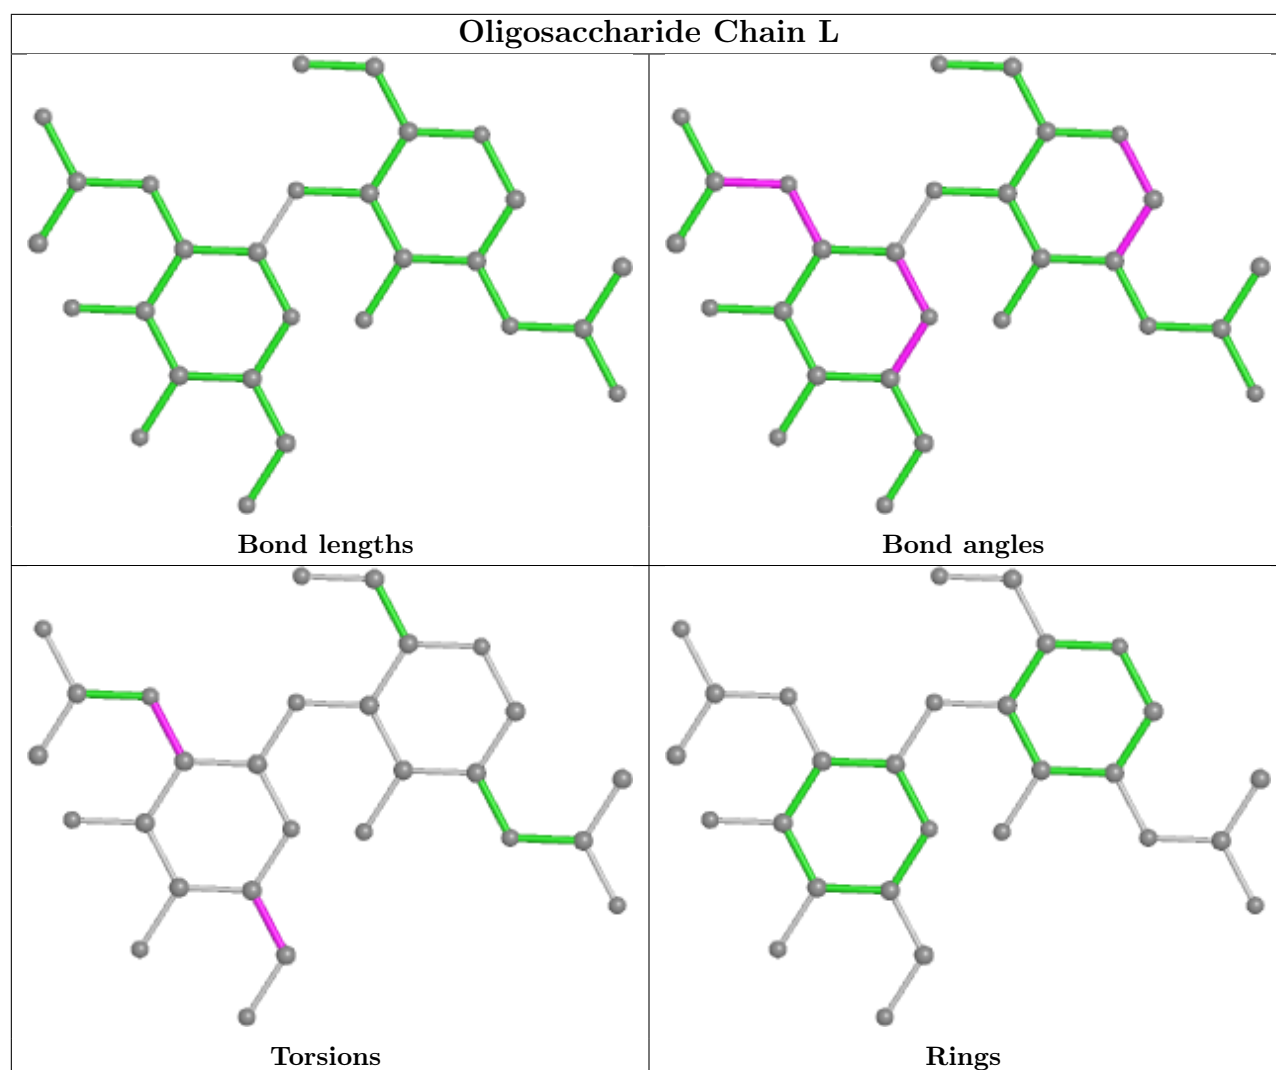 Oligosaccharide Chain L
Bond lengths
Bond angles
Torsions
Rings